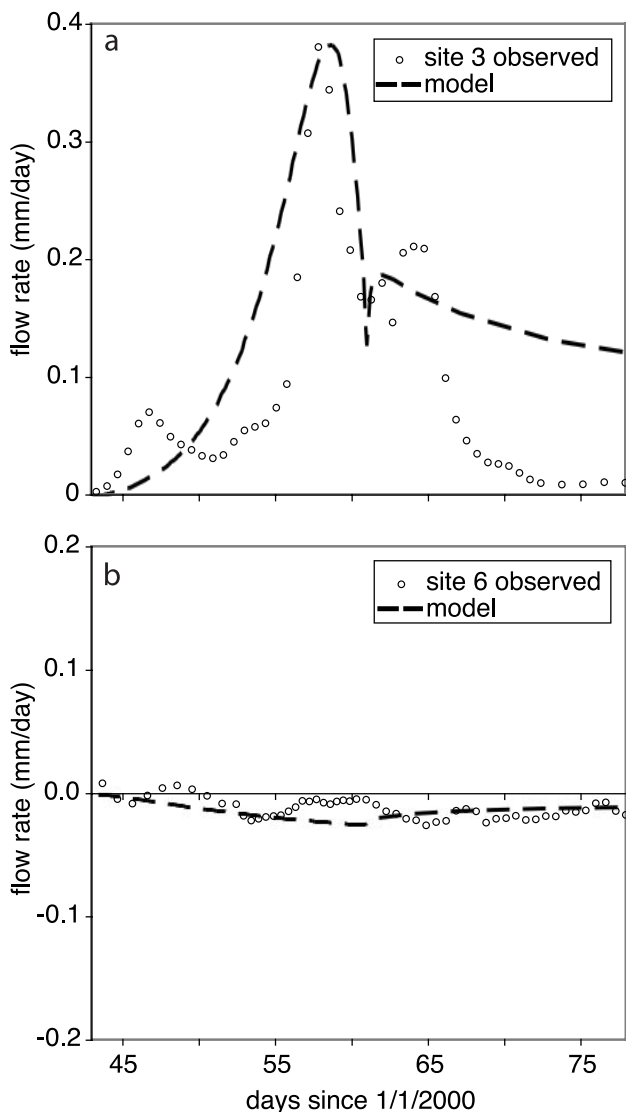 0.4
a
site 3 observed
model
0.3
flow rate (mm/day)
0.2
0.1
0
0.2
b
site 6 observed
model
0.1
flow rate (mm/day)
0.0
-0.1
-0.2
45 55 65 75
days since 1/1/2000